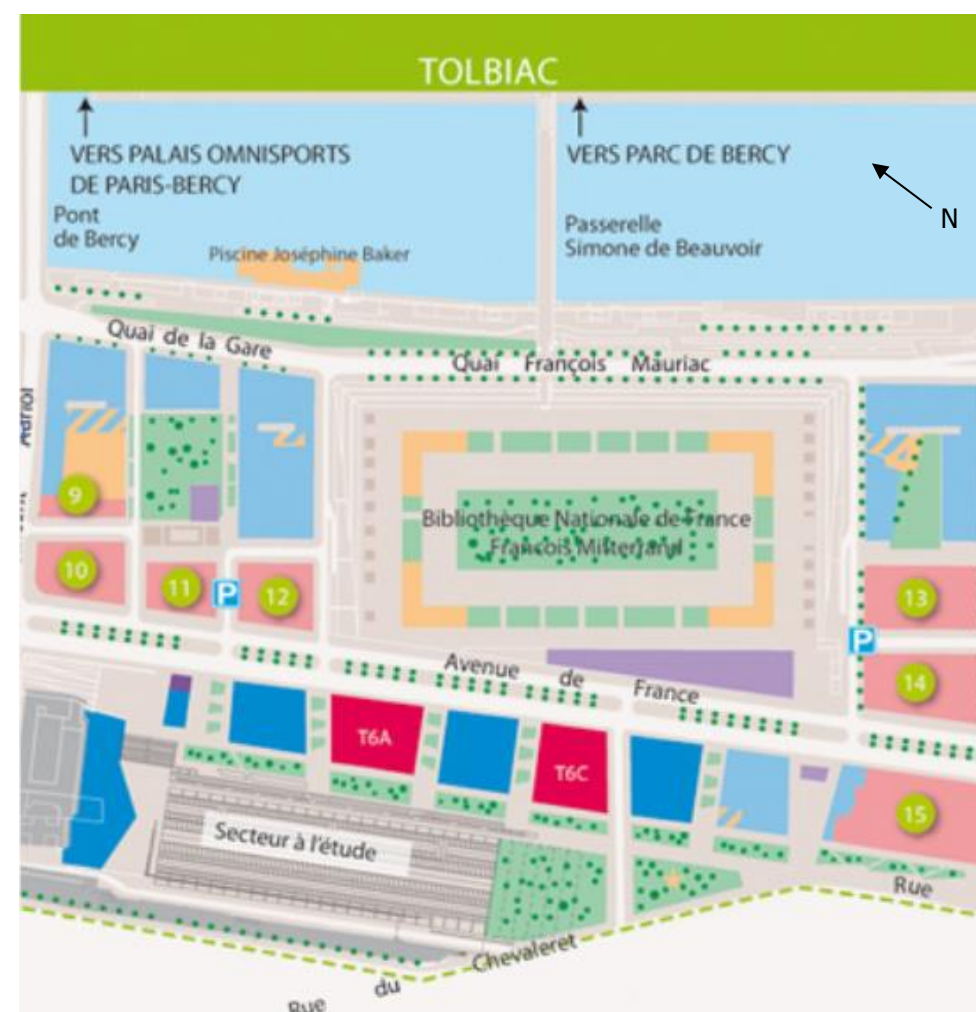 TOLBIAC
VERS PALAIS OMNISPORTS
DE PARIS-BERCY
VERS PARC DE BERCY
N
Pont
de Bercy
Passerelle
Simone de Beauvoir
Piscine Joséphine Baker
Quai de la Gare
Quai François Mauriac
9
Bibliothèque Nationale de France
François Mitterrand
10
11
P
12
13
P
Avenue de France
14
T6A
T6C
15
Secteur à l'étude
Rue
Rue du Chevaleret